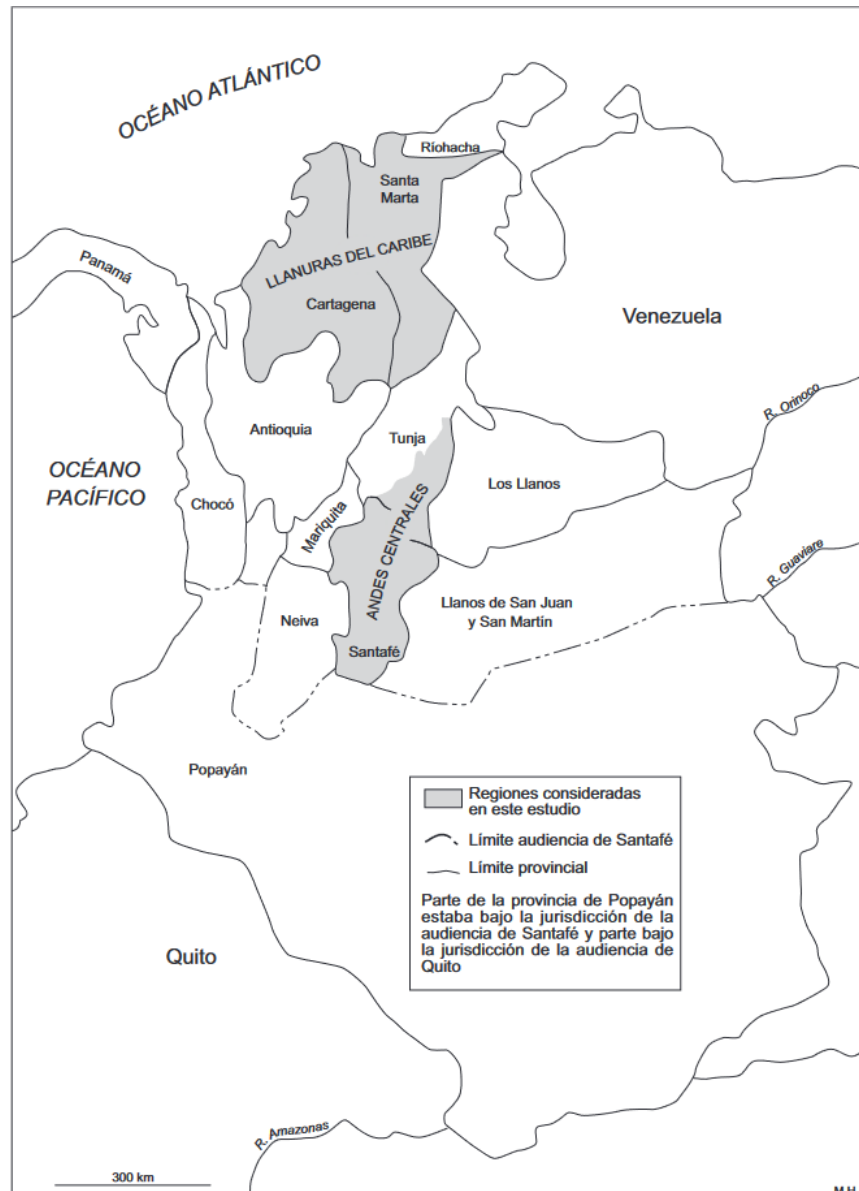 OCÉANO ATLÁNTICO
Ríohacha
Santa
Marta
LLANURAS DEL CARIBE
Panamá
Cartagena
Venezuela
R. Orinoco
Antioquia
Tunja
OCÉANO
PACÍFICO
Los Llanos
Chocó
Mariquita
ANDES CENTRALES
R. Guaviare
Neiva
Llanos de San Juan
y San Martín
Santafé
Popayán
Regiones consideradas
en este estudio
Límite audiencia de Santafé
Límite provincial
Parte de la provincia de Popayán
estaba bajo la jurisdicción de la
audiencia de Santafé y parte bajo
la jurisdicción de la audiencia de
Quito
Quito
R. Amazonas
300 km
M.H.